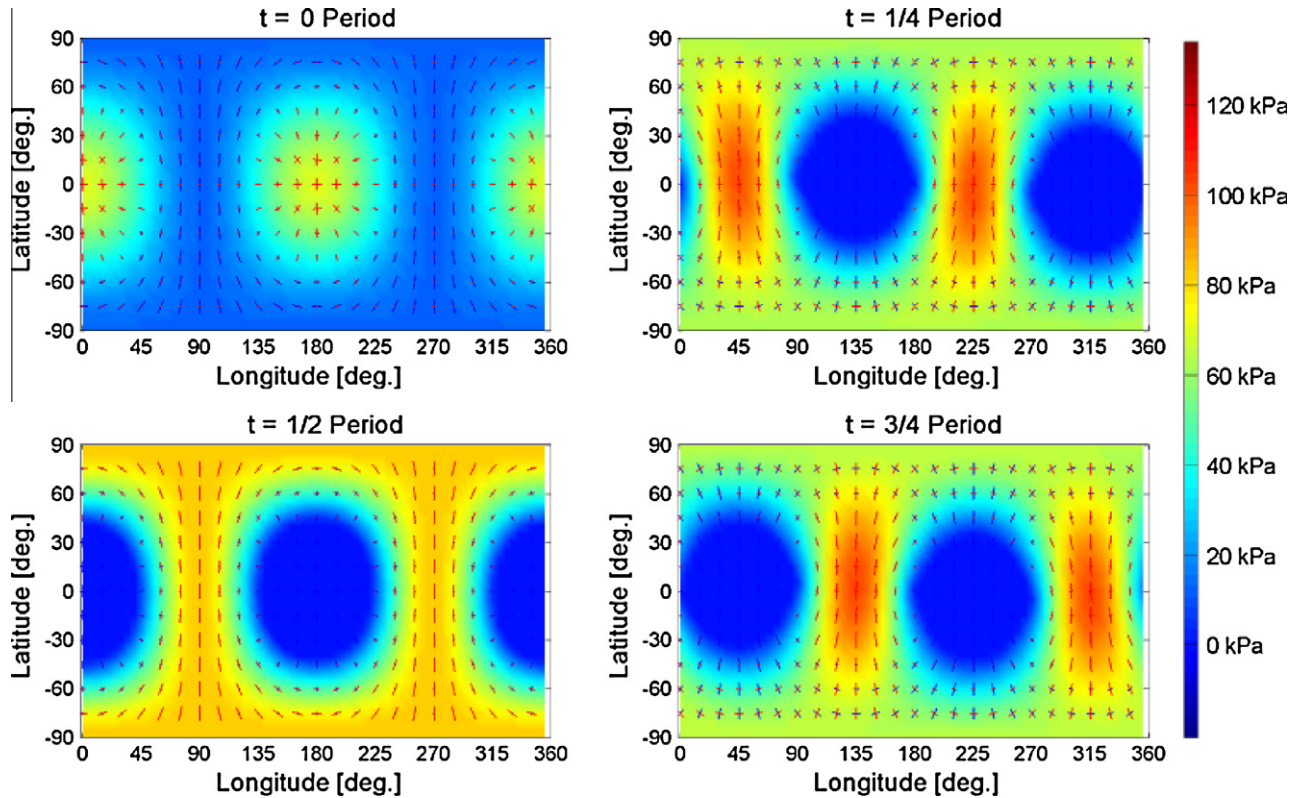 t = 0 Period
t = 1/4 Period
90
60
30
0
-30
-60
-90
Latitude [deg.]
0 45 90 135 180 225 270 315 360
Longitude [deg.]
90
60
30
0
-30
-60
-90
Latitude [deg.]
0 45 90 135 180 225 270 315 360
Longitude [deg.]
t = 1/2 Period
t = 3/4 Period
90
60
30
0
-30
-60
-90
Latitude [deg.]
0 45 90 135 180 225 270 315 360
Longitude [deg.]
90
60
30
0
-30
-60
-90
Latitude [deg.]
0 45 90 135 180 225 270 315 360
Longitude [deg.]
120 kPa
100 kPa
80 kPa
60 kPa
40 kPa
20 kPa
0 kPa